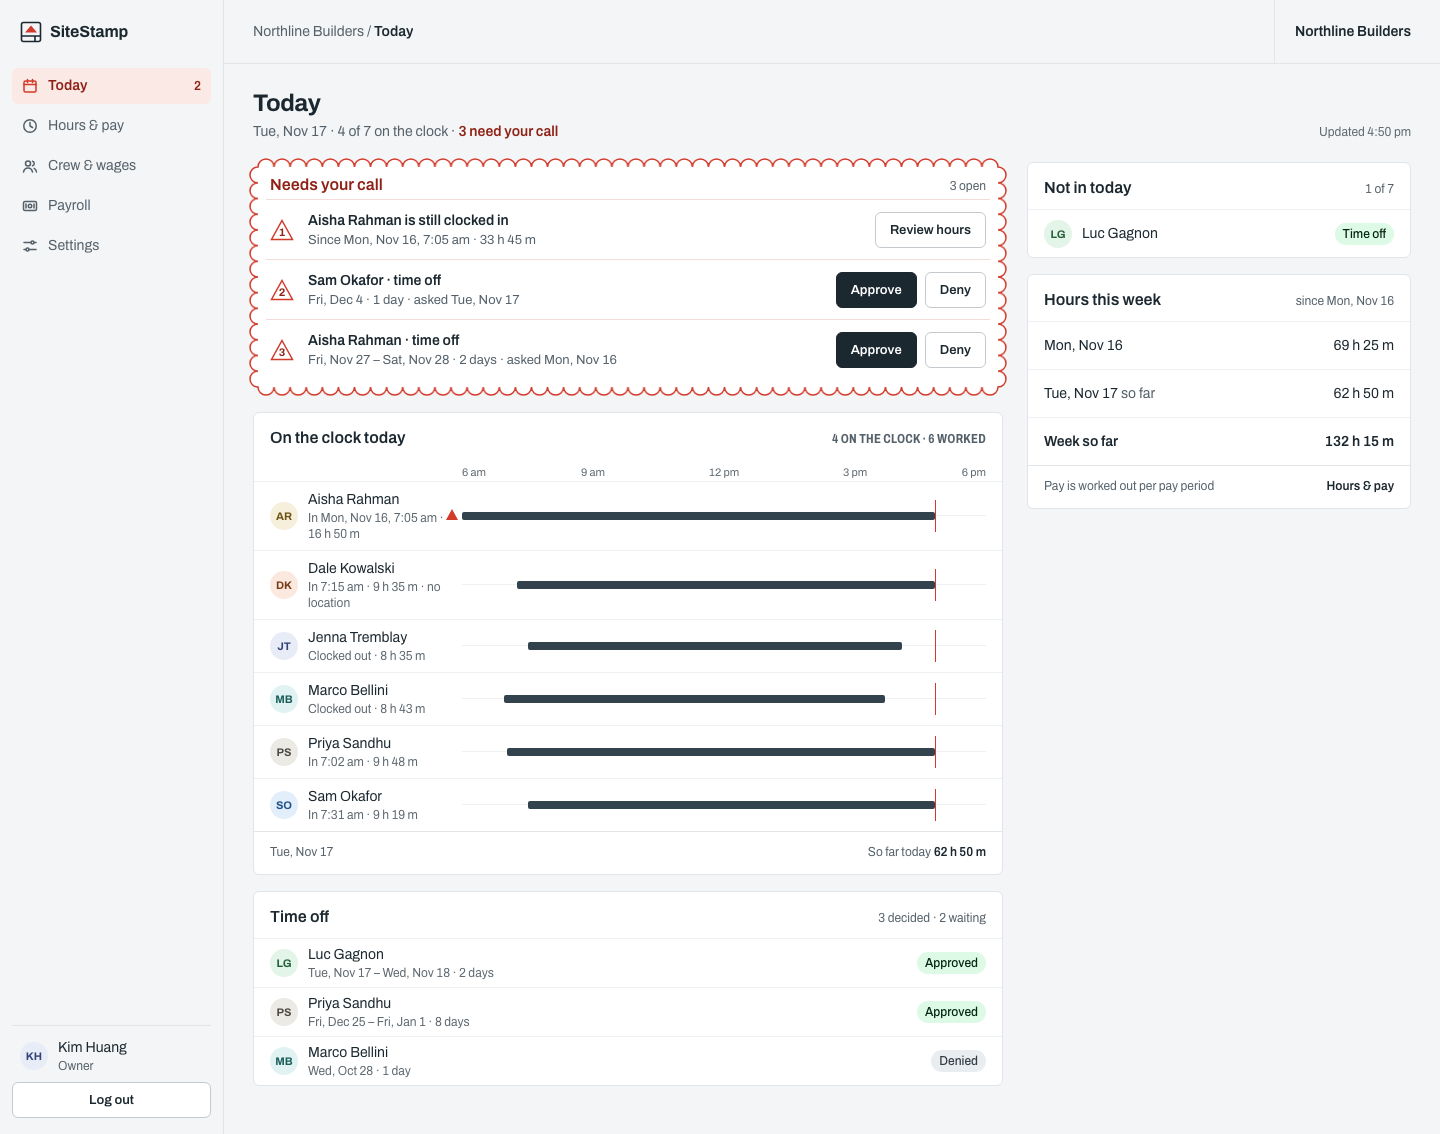 SiteStamp
Today 2
Hours & pay
Crew & wages
Payroll
Settings
KH
Kim Huang
Owner
Log out
Northline Builders / Today
Northline Builders
Today
Tue, Nov 17 · 4 of 7 on the clock · 3 need your call
Updated 4:50 pm
Needs your call
3 open
1
Aisha Rahman is still clocked in
Since Mon, Nov 16, 7:05 am · 33 h 45 m
Review hours
2
Sam Okafor · time off
Fri, Dec 4 · 1 day · asked Tue, Nov 17
Approve
Deny
3
Aisha Rahman · time off
Fri, Nov 27 – Sat, Nov 28 · 2 days · asked Mon, Nov 16
Approve
Deny
On the clock today
4 ON THE CLOCK · 6 WORKED
6 am 9 am 12 pm 3 pm 6 pm
AR
Aisha Rahman
In Mon, Nov 16, 7:05 am ·
16 h 50 m
DK
Dale Kowalski
In 7:15 am · 9 h 35 m · no
location
JT
Jenna Tremblay
Clocked out · 8 h 35 m
MB
Marco Bellini
Clocked out · 8 h 43 m
PS
Priya Sandhu
In 7:02 am · 9 h 48 m
SO
Sam Okafor
In 7:31 am · 9 h 19 m
Tue, Nov 17
So far today 62 h 50 m
Time off
3 decided · 2 waiting
LG
Luc Gagnon
Tue, Nov 17 – Wed, Nov 18 · 2 days
Approved
PS
Priya Sandhu
Fri, Dec 25 – Fri, Jan 1 · 8 days
Approved
MB
Marco Bellini
Wed, Oct 28 · 1 day
Denied
Not in today
1 of 7
LG
Luc Gagnon
Time off
Hours this week
since Mon, Nov 16
Mon, Nov 16 69 h 25 m
Tue, Nov 17 so far 62 h 50 m
Week so far 132 h 15 m
Pay is worked out per pay period
Hours & pay